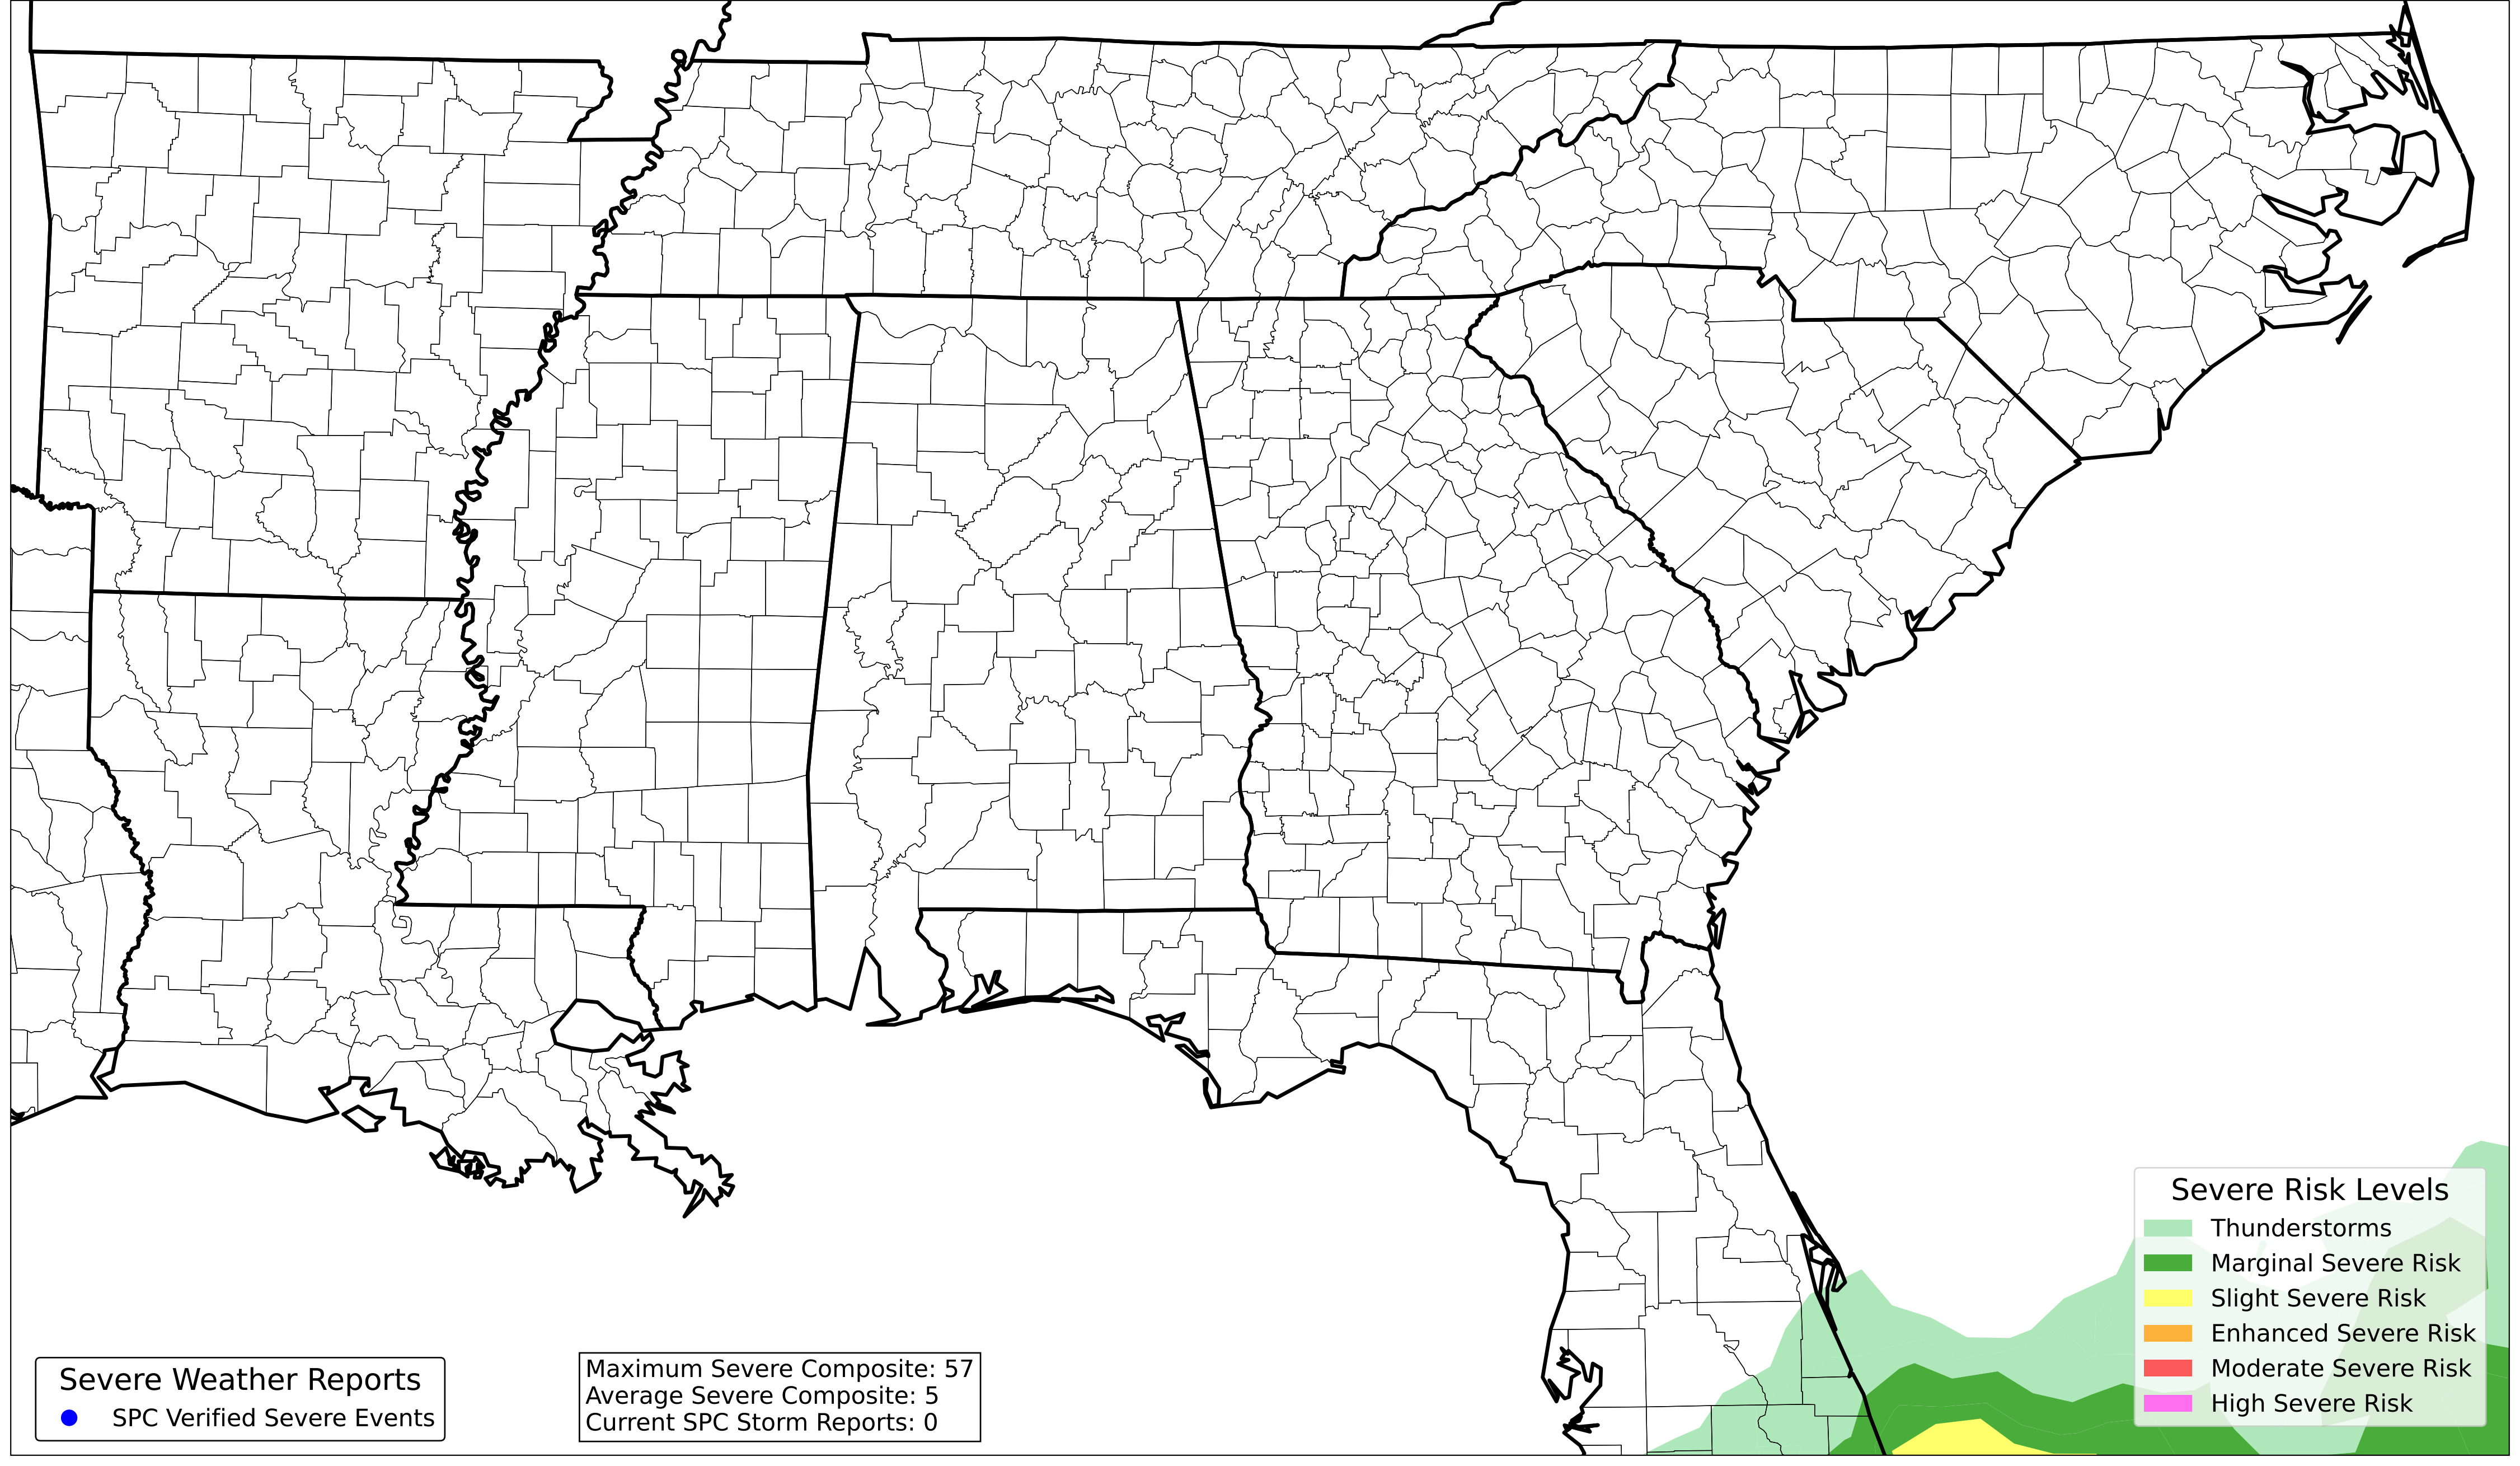 Severe Risk Levels
Thunderstorms
Marginal Severe Risk
Slight Severe Risk
Enhanced Severe Risk
Moderate Severe Risk
High Severe Risk
Severe Weather Reports
SPC Verified Severe Events
Maximum Severe Composite: 57
Average Severe Composite: 5
Current SPC Storm Reports: 0